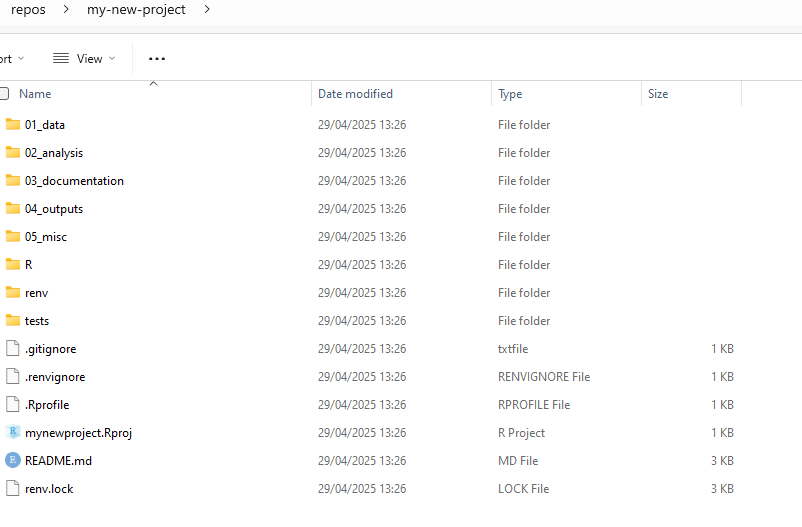 repos > my-new-project >
ort View ...
Name Date modified Type Size
01_data 29/04/2025 13:26 File folder
02_analysis 29/04/2025 13:26 File folder
03_documentation 29/04/2025 13:26 File folder
04_outputs 29/04/2025 13:26 File folder
05_misc 29/04/2025 13:26 File folder
R 29/04/2025 13:26 File folder
renv 29/04/2025 13:26 File folder
tests 29/04/2025 13:26 File folder
.gitignore 29/04/2025 13:26 txtfile 1 KB
.renvignore 29/04/2025 13:26 RENVIGNORE File 1 KB
.Rprofile 29/04/2025 13:26 RPROFILE File 1 KB
mynewproject.Rproj 29/04/2025 13:26 R Project 1 KB
README.md 29/04/2025 13:26 MD File 3 KB
renv.lock 29/04/2025 13:26 LOCK File 3 KB